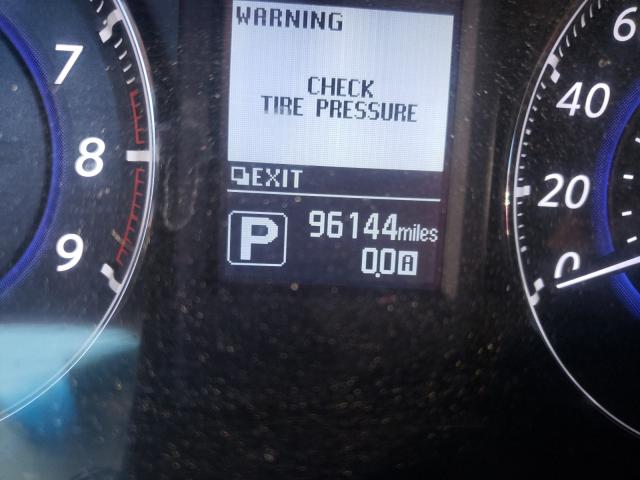 WARNING
CHECK
TIRE PRESSURE
EXIT
P
96144miles
0.0A
7
8
9
60
40
20
0